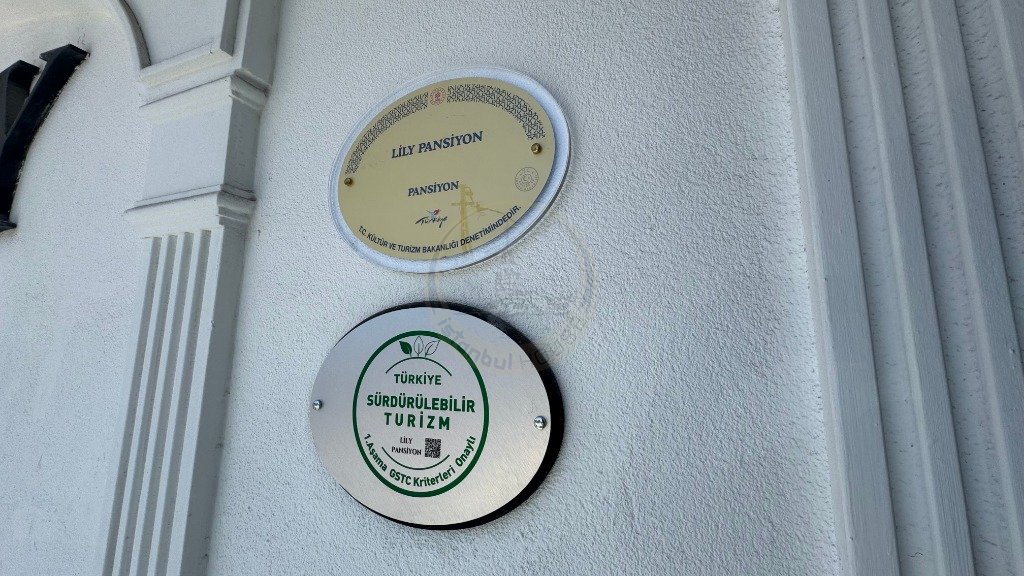 LİLY PANSİYON
PANSİYON
Türkiye
T.C. KÜLTÜR VE TURİZM BAKANLIĞI DENETİMİNDEDİR.
TÜRKİYE
SÜRDÜRÜLEBİLİR
TURİZM
LİLY
PANSİYON
1.Aşama GSTC Kriterleri Onaylı
istanbul